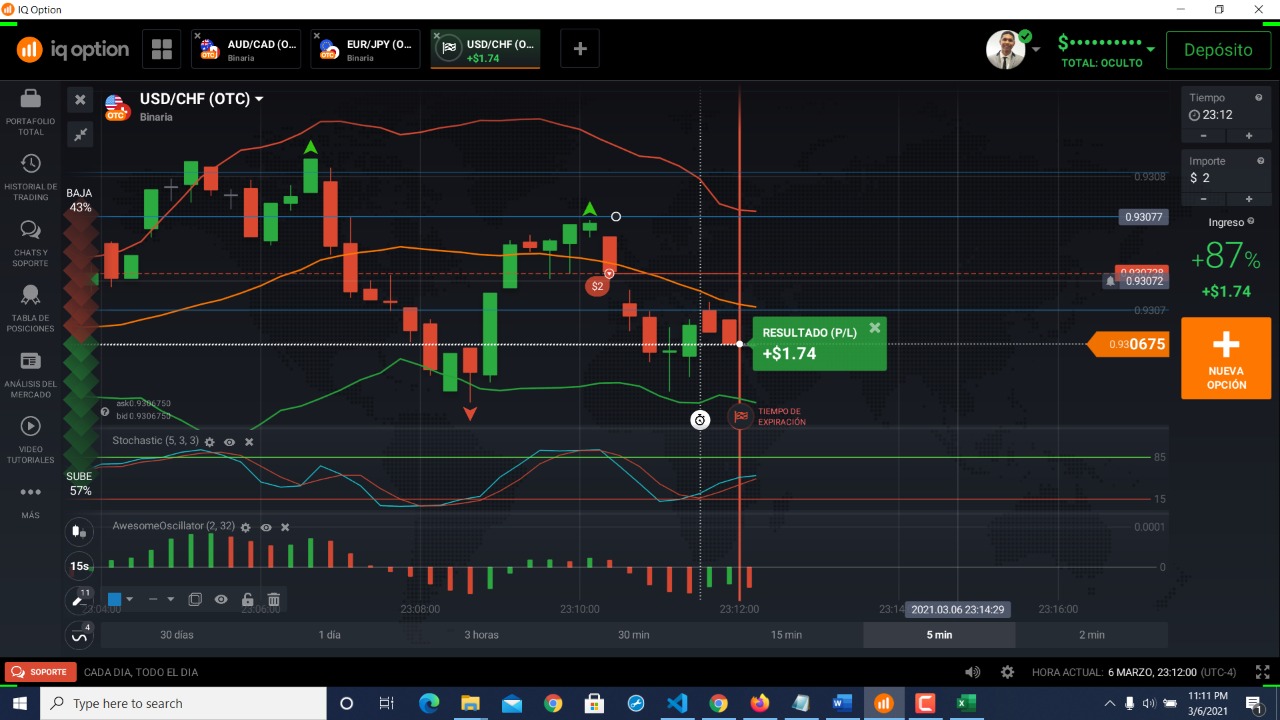 IQ Option
iq option
AUD/CAD (O...
Binaria
EUR/JPY (O...
Binaria
USD/CHF (O...
+$1.74
$••••••••••
TOTAL: OCULTO
Depósito
PORTAFOLIO
TOTAL
HISTORIAL DE
TRADING
CHATS Y
SOPORTE
TABLA DE
POSICIONES
ANÁLISIS DEL
MERCADO
VIDEO
TUTORIALES
MÁS
USD/CHF (OTC)
OTC
Binaria
BAJA
43%
SUBE
57%
ask0.9306750
bid 0.9306750
$2
RESULTADO (P/L)
+$1.74
TIEMPO DE
EXPIRACIÓN
0.9308
0.93077
0.93072
0.9307
0.930675
Stochastic (5, 3, 3)
85
15
AwesomeOscillator (2, 32)
0.0001
0
15s
11
4
23:04:00
23:06:00
23:08:00
23:10:00
23:12:00
23:14
2021.03.06 23:14:29
23:16:00
30 días
1 día
3 horas
30 min
15 min
5 min
2 min
Tiempo
23:12
Importe
$ 2
Ingreso
+87%
+$1.74
NUEVA
OPCIÓN
SOPORTE
CADA DIA, TODO EL DIA
HORA ACTUAL: 6 MARZO, 23:12:00 (UTC-4)
Type here to search
11:11 PM
3/6/2021